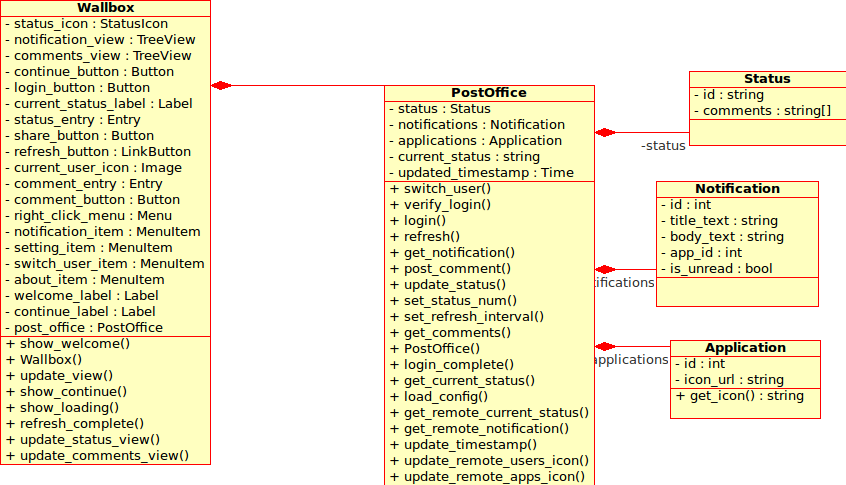 Wallbox
- status_icon : StatusIcon
- notification_view : TreeView
- comments_view : TreeView
- continue_button : Button
- login_button : Button
- current_status_label : Label
- status_entry : Entry
- share_button : Button
- refresh_button : LinkButton
- current_user_icon : Image
- comment_entry : Entry
- comment_button : Button
- right_click_menu : Menu
- notification_item : MenuItem
- setting_item : MenuItem
- switch_user_item : MenuItem
- about_item : MenuItem
- welcome_label : Label
- continue_label : Label
- post_office : PostOffice
+ show_welcome()
+ Wallbox()
+ update_view()
+ show_continue()
+ show_loading()
+ refresh_complete()
+ update_status_view()
+ update_comments_view()
PostOffice
- status : Status
- notifications : Notification
- applications : Application
- current_status : string
- updated_timestamp : Time
+ switch_user()
+ verify_login()
+ login()
+ refresh()
+ get_notification()
+ post_comment()
+ update_status()
+ set_status_num()
+ set_refresh_interval()
+ get_comments()
+ PostOffice()
+ login_complete()
+ get_current_status()
+ load_config()
+ get_remote_current_status()
+ get_remote_notification()
+ update_timestamp()
+ update_remote_users_icon()
+ update_remote_apps_icon()
-status
ifications
applications
Status
- id : string
- comments : string[]
Notification
- id : int
- title_text : string
- body_text : string
- app_id : int
- is_unread : bool
Application
- id : int
- icon_url : string
+ get_icon() : string